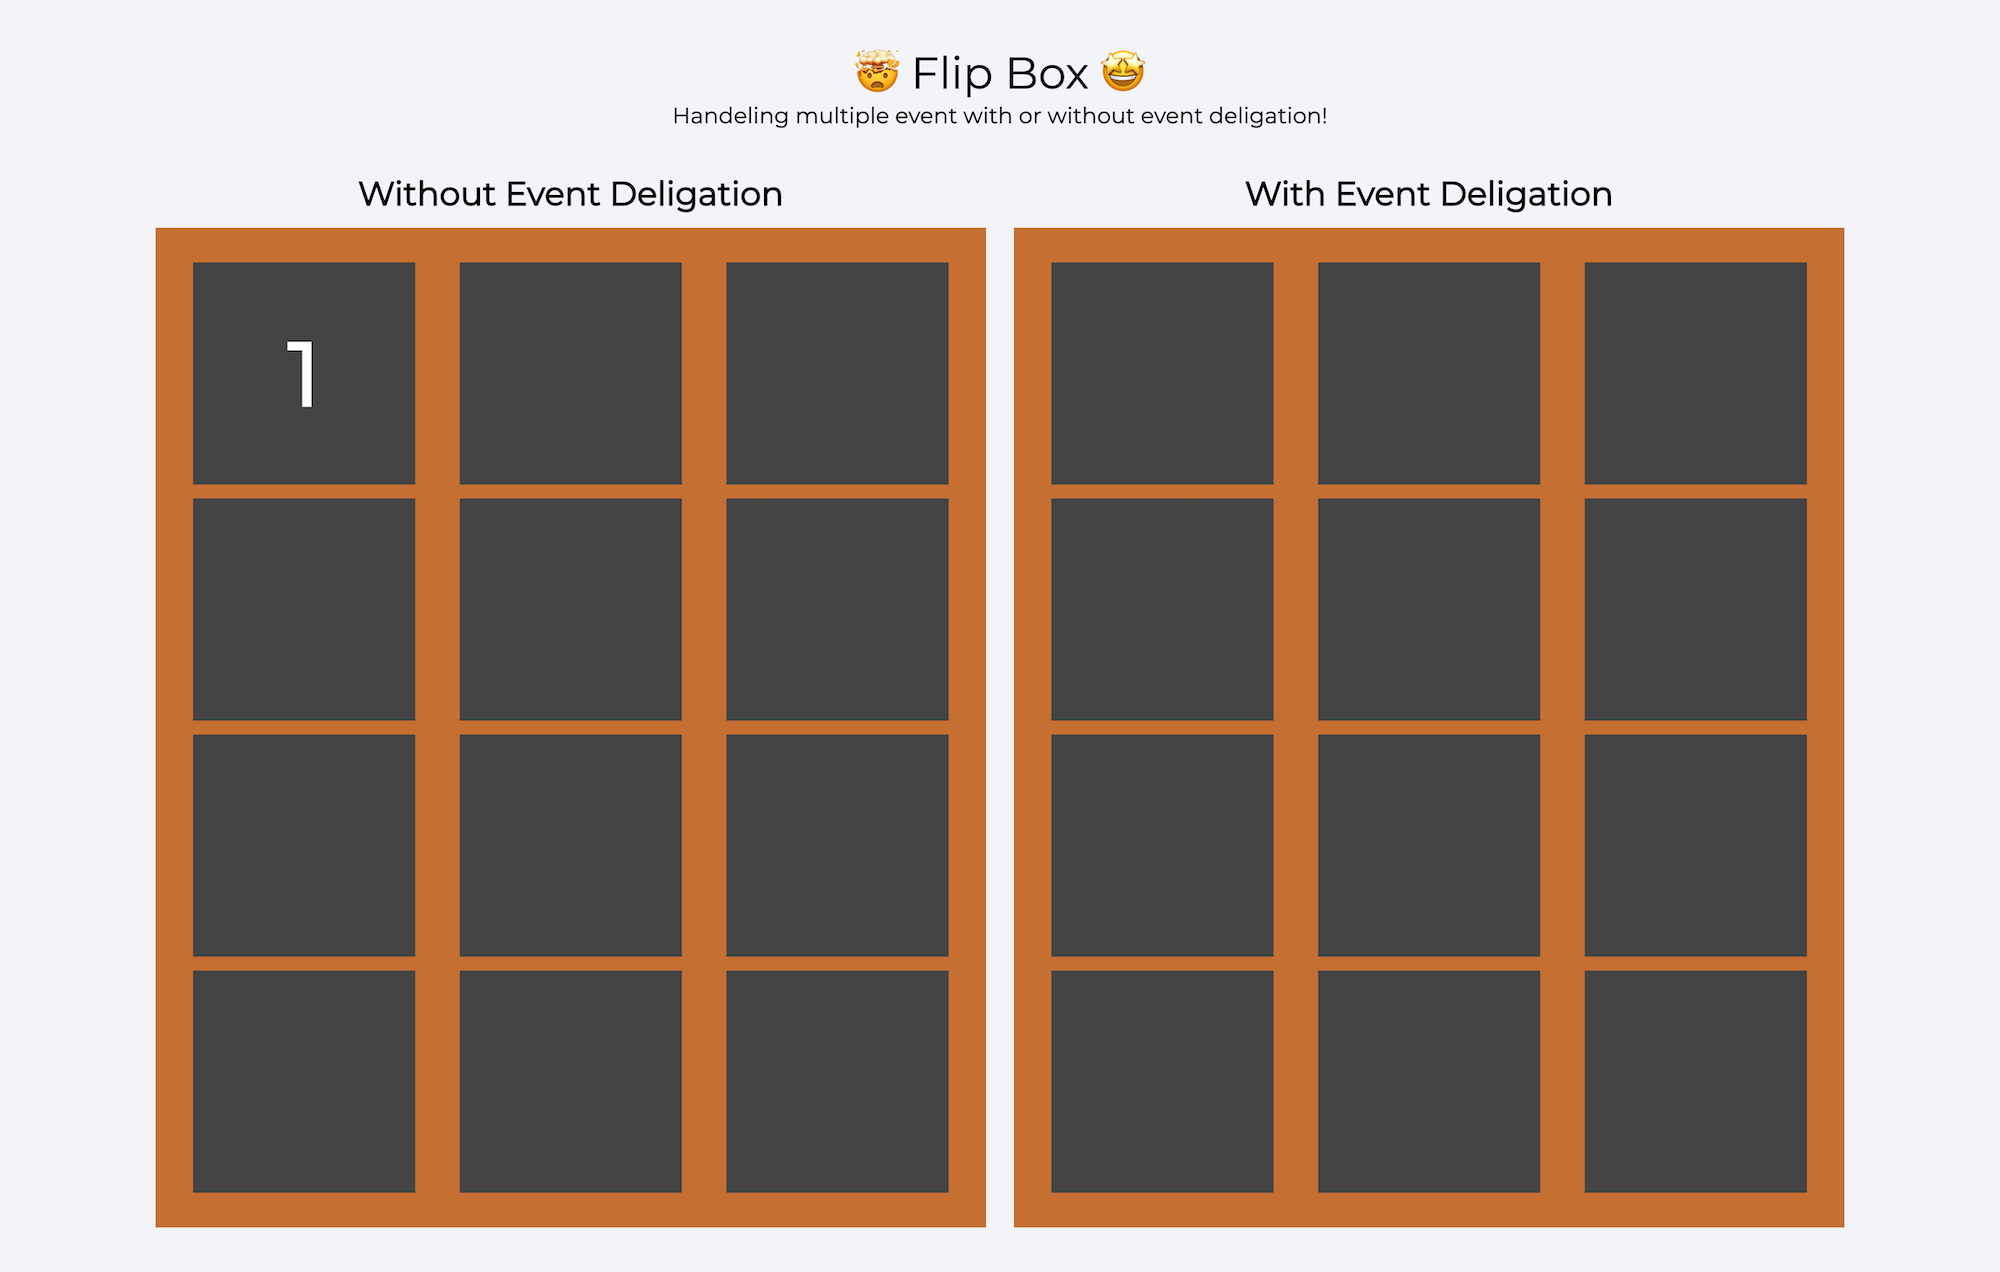 🤯 Flip Box 🤩
Handeling multiple event with or without event deligation!
Without Event Deligation
With Event Deligation
1